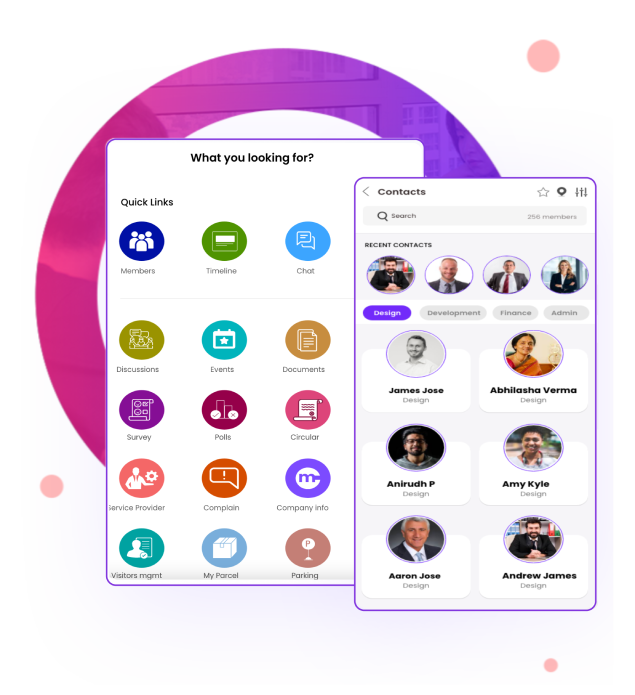 What you looking for?
Quick Links
Members Timeline Chat
Discussions Events Documents
Survey Polls Circular
ervice Provider Complain Company info
Visitors mgmt My Parcel Parking
P
Contacts
Search 256 members
RECENT CONTACTS
Design Development Finance Admin
James Jose Abhilasha Verma
Design Design
Anirudh P Amy Kyle
Design Design
Aaron Jose Andrew James
Design Design